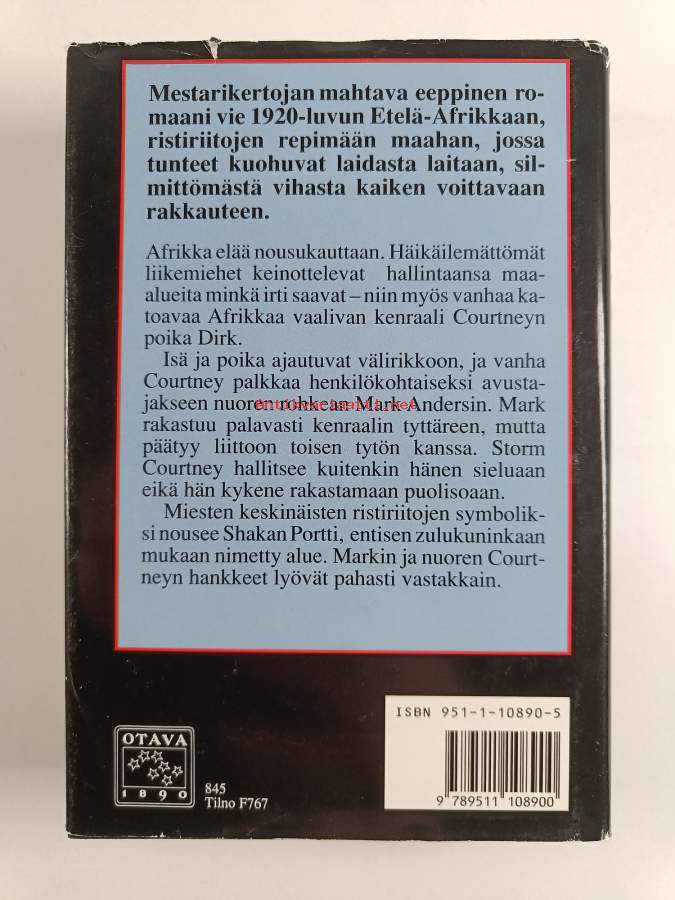 Mestarikertojan mahtava eeppinen ro-
maani vie 1920-luvun Etelä-Afrikkaan,
ristiriitojen repimään maahan, jossa
tunteet kuohuvat laidasta laitaan, sil-
mittömästä vihasta kaiken voittavaan
rakkauteen.
Afrikka elää nousukauttaan. Häikäilemättömät
liikemiehet keinottelevat hallintaansa maa-
alueita minkä irti saavat – niin myös vanhaa ka-
toavaa Afrikkaa vaalivan kenraali Courtneyn
poika Dirk.
Isä ja poika ajautuvat välirikkoon, ja vanha
Courtney palkkaa henkilökohtaiseksi avusta-
jakseen nuoren rohkean Mark Andersin. Mark
antikvariaatti.net
rakastuu palavasti kenraalin tyttäreen, mutta
päätyy liittoon toisen tytön kanssa. Storm
Courtney hallitsee kuitenkin hänen sieluaan
eikä hän kykene rakastamaan puolisoaan.
Miesten keskinäisten ristiriitojen symbolik-
si nousee Shakan Portti, entisen zulukuninkaan
mukaan nimetty alue. Markin ja nuoren Court-
neyn hankkeet lyövät pahasti vastakkain.
ISBN 951-1-10890-5
9 789511 108900
OTAVA
1890
845
Tilno F767